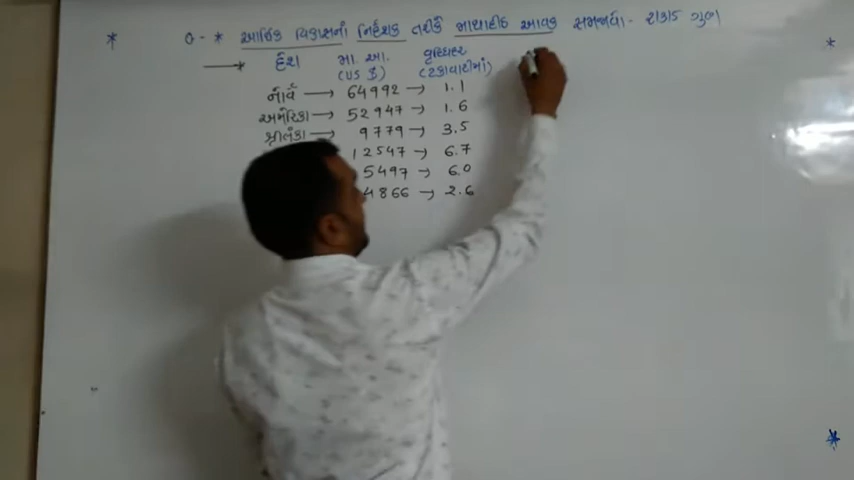 ૦-* આર્થિક વિકાસનાં નિર્દેશક તરીકે માથાદીઠ આવક સમજાવો -
દેશ મા. આ. વૃદ્ધિદર
(US $) (ટકાવારીમાં)
નોર્વે → 64992 → 1.1
અમેરિકા → 52947 → 1.6
શ્રીલંકા → 9779 → 3.5
12547 → 6.7
5497 → 6.0
4866 → 2.6